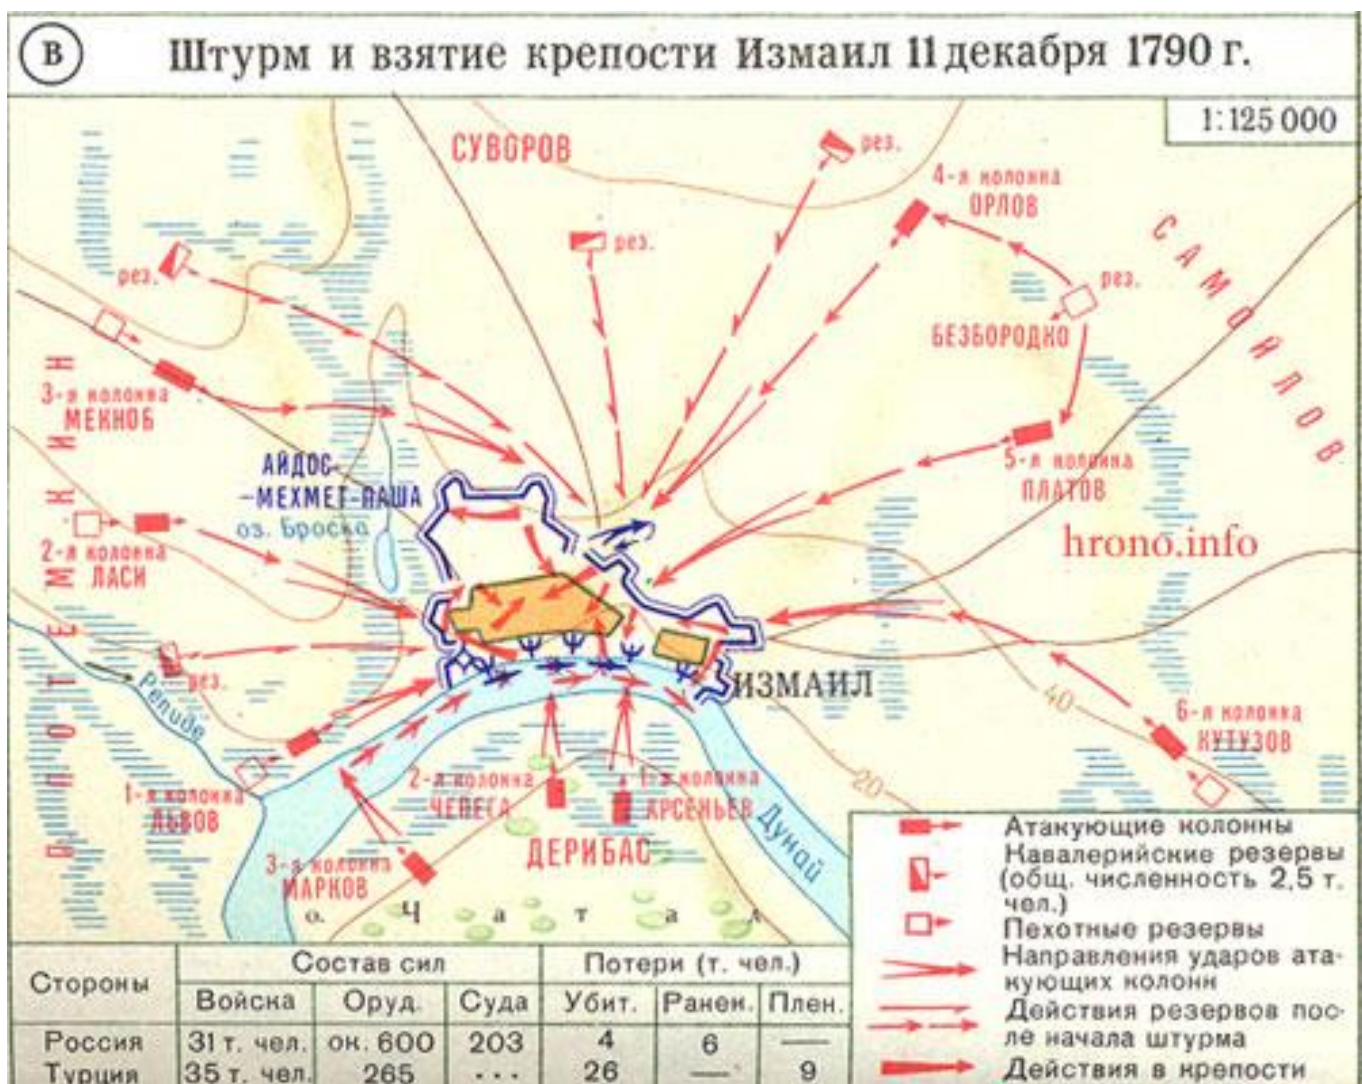 В
Штурм и взятие крепости Измаил 11 декабря 1790 г.
1:125 000
СУВОРОВ
рез.
4-я колонна
ОРЛОВ
САМОЙЛОВ
рез.
рез.
рез.
БЕЗБОРОДКО
3-я колонна
МЕКНОБ
ПОТЕМКИН
5-я колонна
ПЛАТОВ
АЙДОС-
-МЕХМЕТ-ПАША
оз. Броска
hrono.info
2-я колонна
ЛАСИ
рез.
Репиде
ИЗМАИЛ
40
6-я колонна
КУТУЗОВ
20
1-я колонна
ЛЬВОВ
2-я колонна
ЧЕПЕГА
1-я колонна
АРСЕНЬЕВ
ДЕРИБАС
Дунай
3-я колонна
МАРКОВ
о. Чатал
Атакующие колонны
Кавалерийские резервы
(общ. численность 2,5 т.
чел.)
Пехотные резервы
Направления ударов ата-
кующих колонн
Действия резервов пос-
ле начала штурма
Действия в крепости
Стороны Состав сил Потери (т. чел.)
Войска Оруд. Суда Убит. Ранен. Плен.
Россия 31 т. чел. ок. 600 203 4 6 —
Турция 35 т. чел. 265 ... 26 — 9